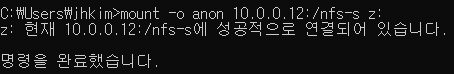 C:₩Users₩jhkim>mount -o anon 10.0.0.12:/nfs-s z:
z: 현재 10.0.0.12:/nfs-s에 성공적으로 연결되어 있습니다.
명령을 완료했습니다.